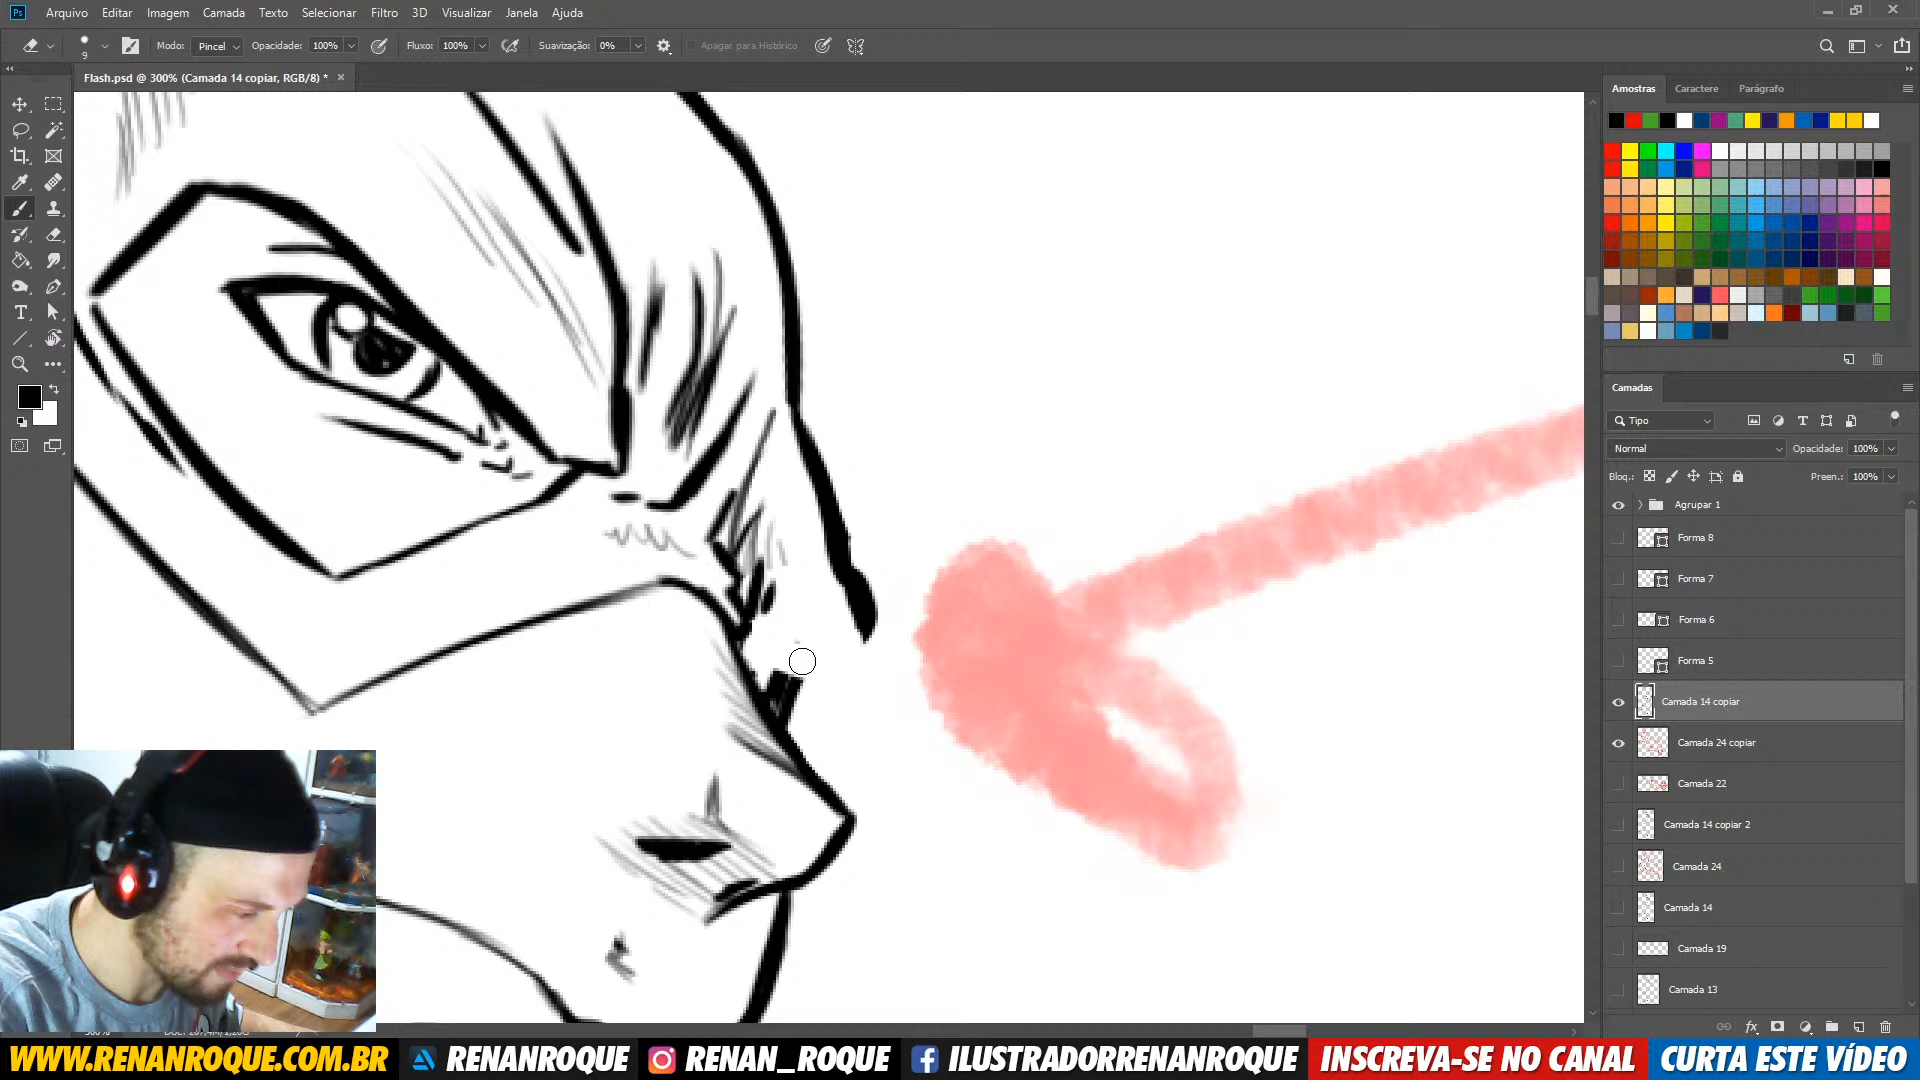 Ps Arquivo Editar Imagem Camada Texto Selecionar Filtro 3D Visualizar Janela Ajuda
9 Modo: Pincel Opacidade: 100% Fluxo: 100% Suavização: 0% Apagar para Histórico
Flash.psd @ 300% (Camada 14 copiar, RGB/8) *
Amostras Caractere Parágrafo
Camadas
Tipo
Normal Opacidade: 100%
Bloq.: Preen.: 100%
Agrupar 1
Forma 8
Forma 7
Forma 6
Forma 5
Camada 14 copiar
Camada 24 copiar
Camada 22
Camada 14 copiar 2
Camada 24
Camada 14
Camada 19
Camada 13
WWW.RENANROQUE.COM.BR RENANROQUE RENAN__ROQUE ILUSTRADORRENANROQUE INSCREVA-SE NO CANAL CURTA ESTE VÍDEO